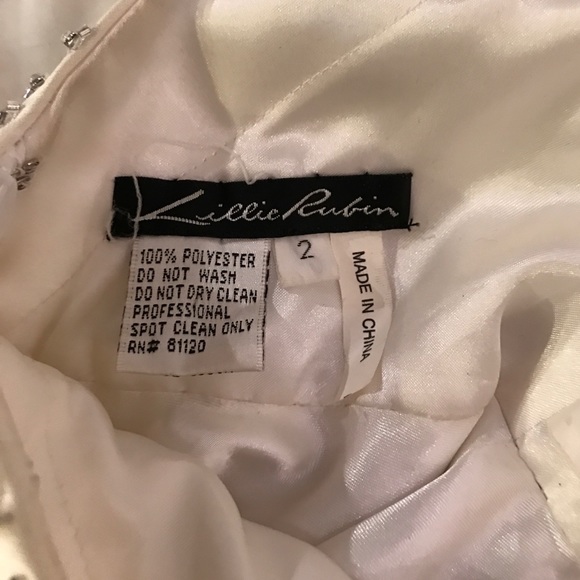 Lillie Rubin
100% POLYESTER
DO NOT WASH
DO NOT DRY CLEAN
PROFESSIONAL
SPOT CLEAN ONLY
RN# 81120
2
MADE IN CHINA